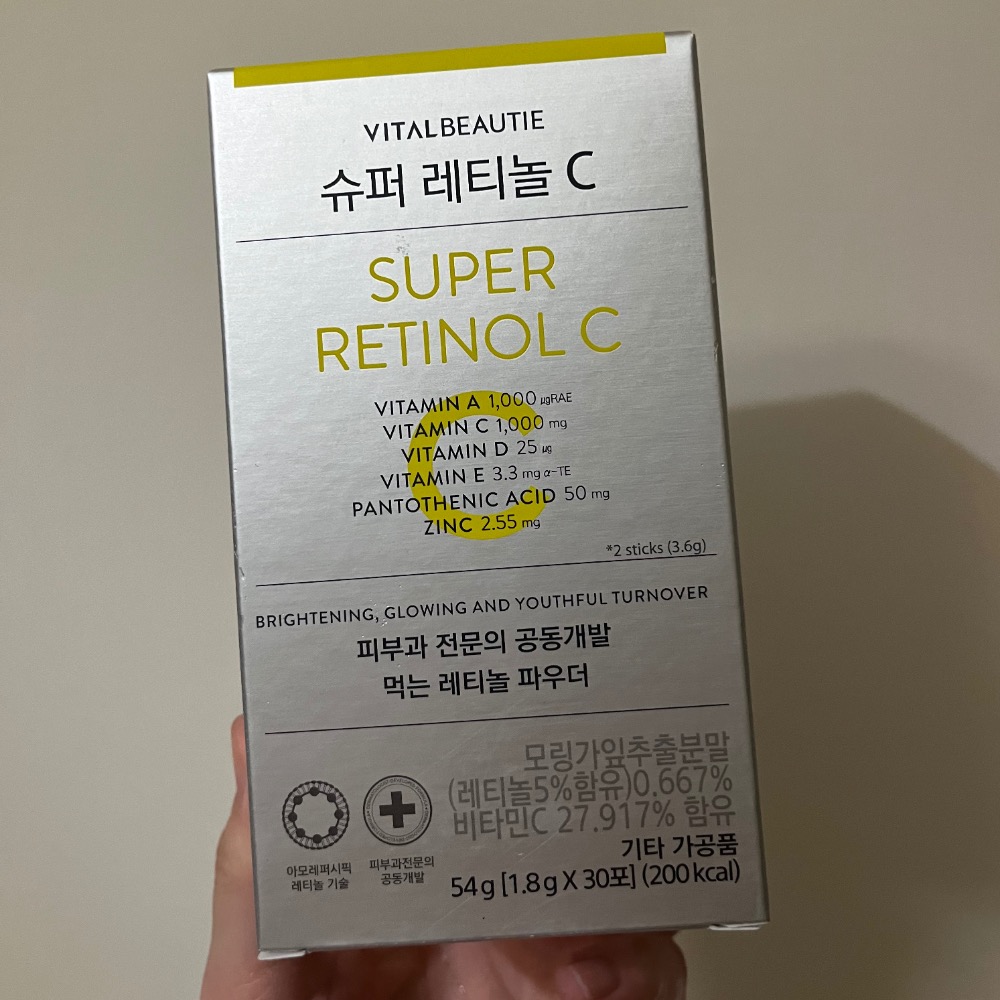 VITALBEAUTIE
슈퍼 레티놀 C
SUPER
RETINOL C
VITAMIN A 1,000 μgRAE
VITAMIN C 1,000 mg
VITAMIN D 25 μg
VITAMIN E 3.3 mg α-TE
PANTOTHENIC ACID 50 mg
ZINC 2.55 mg
*2 sticks (3.6g)
BRIGHTENING, GLOWING AND YOUTHFUL TURNOVER
피부과 전문의 공동개발
먹는 레티놀 파우더
모링가잎추출분말
(레티놀5%함유)0.667%
비타민C 27.917% 함유
기타 가공품
54g [1.8g X 30포] (200kcal)
아모레퍼시픽
레티놀 기술
피부과전문의
공동개발